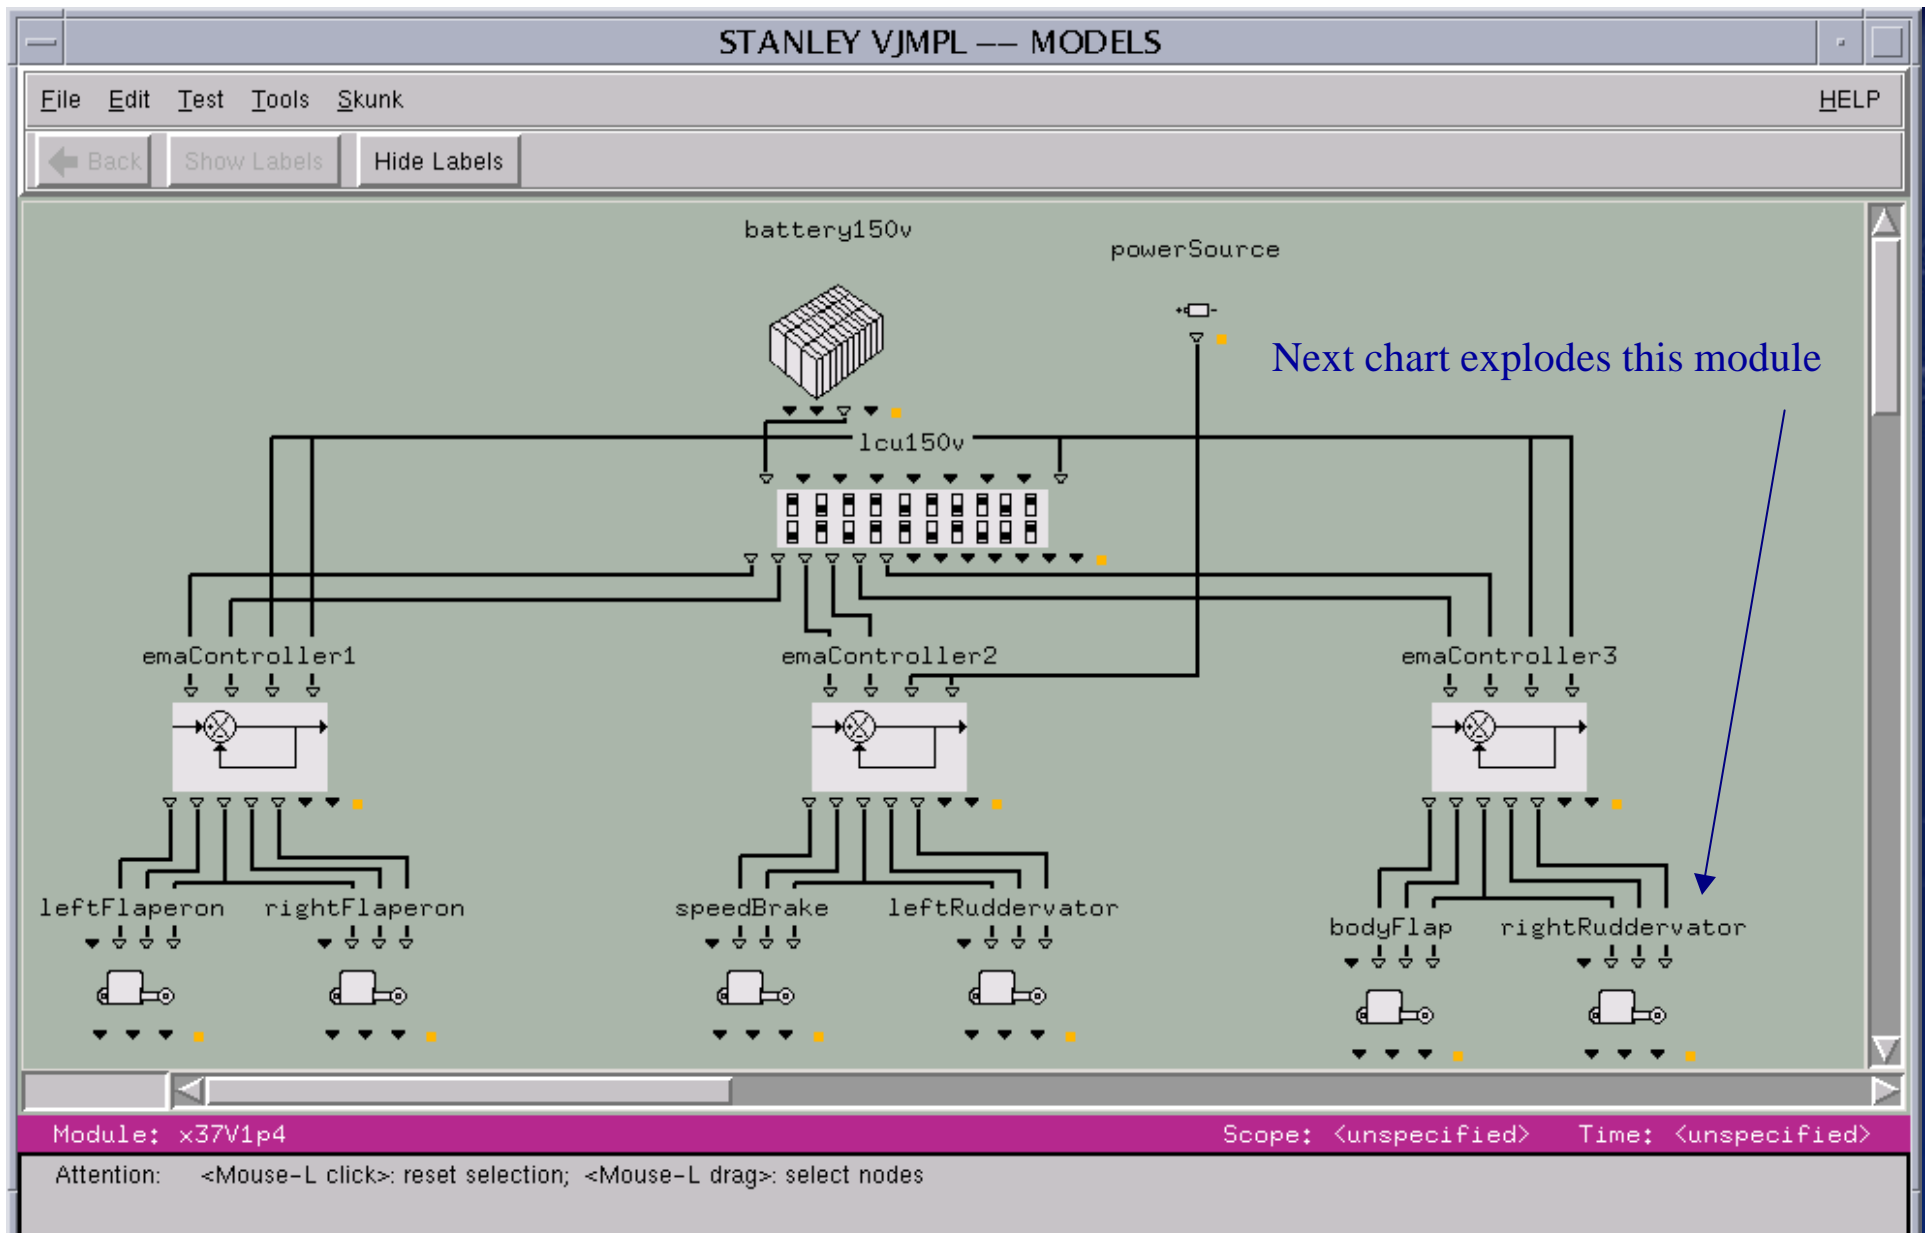 STANLEY VJMPL -- MODELS
File Edit Test Tools Skunk HELP
Back Show Labels Hide Labels
battery150v
powerSource
Next chart explodes this module
lcu150v
emaController1 emaController2 emaController3
leftFlaperon rightFlaperon speedBrake leftRuddervator
bodyFlap rightRuddervator
Module: x37V1p4 Scope: <unspecified> Time: <unspecified>
Attention: <Mouse-L click>: reset selection; <Mouse-L drag>: select nodes